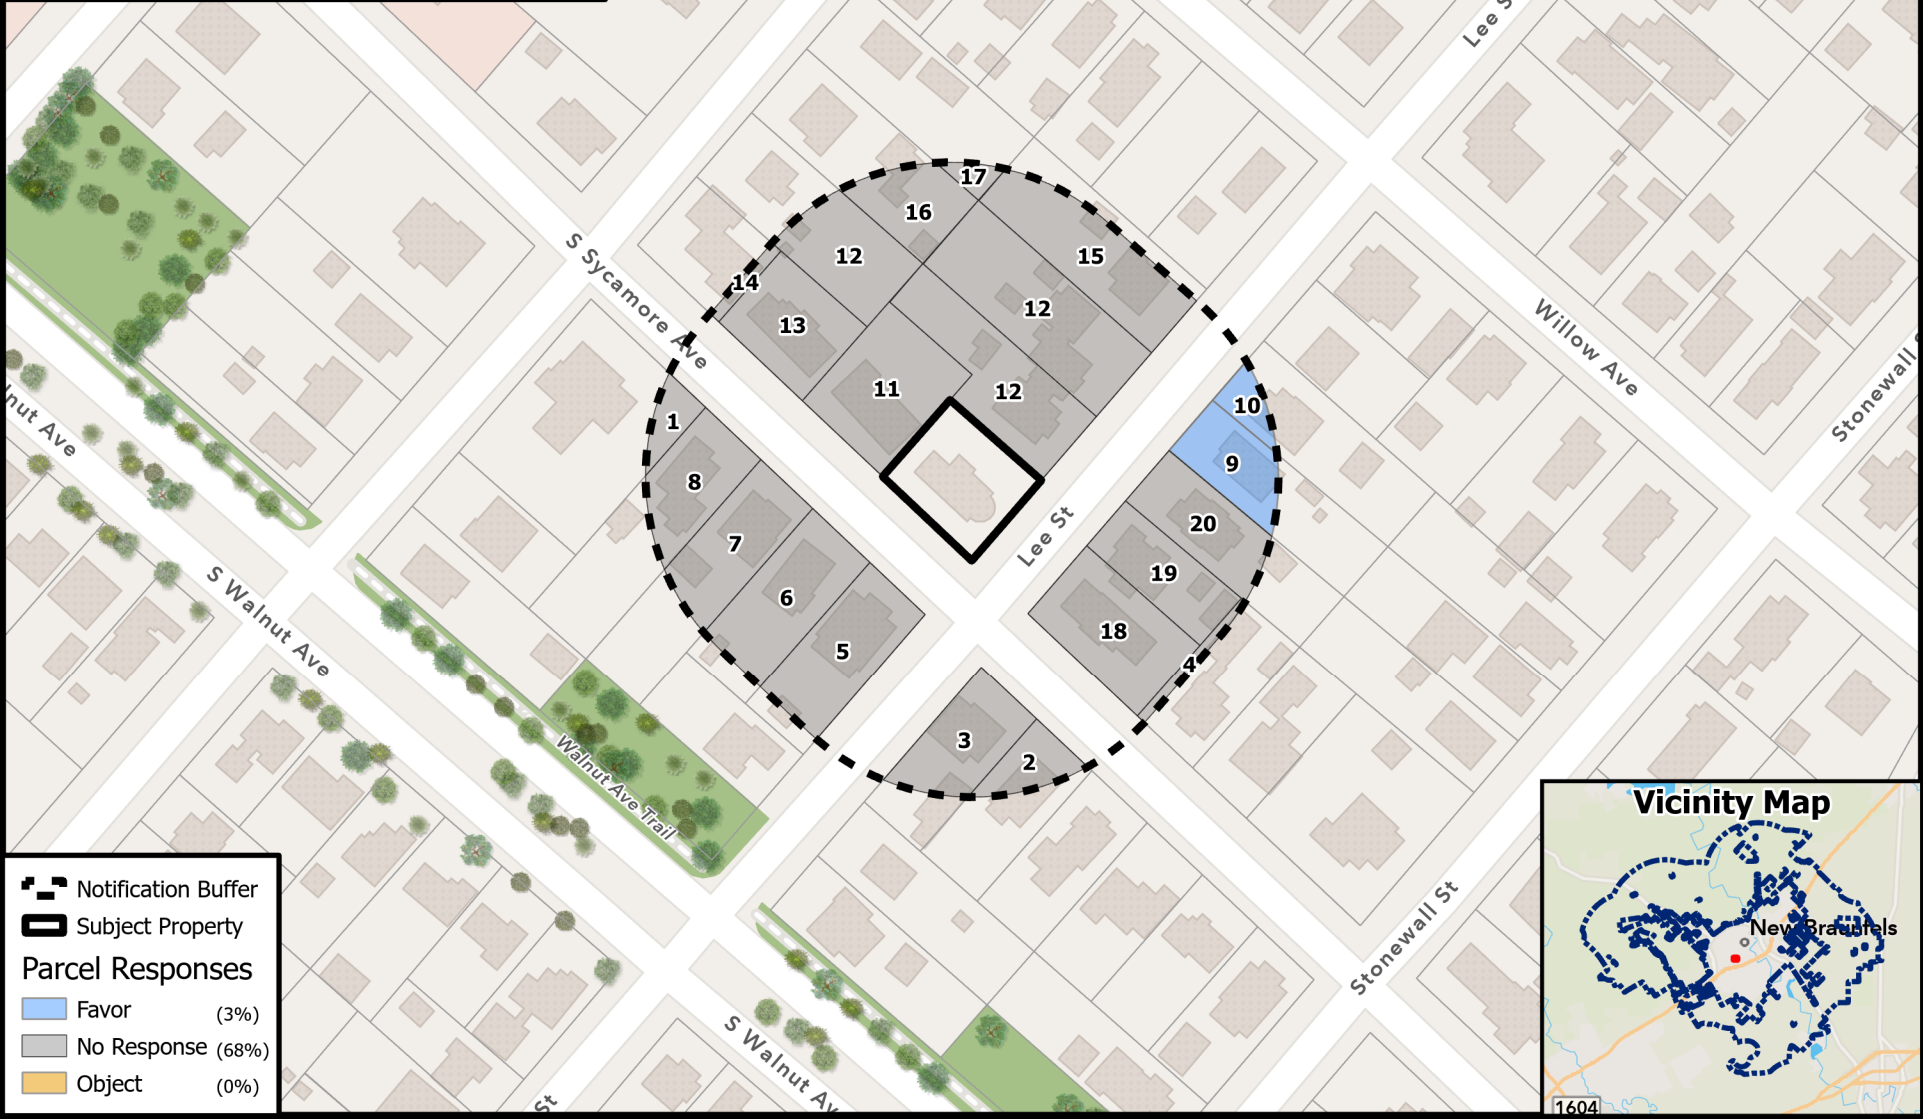 Lee S
S Sycamore Ave
17
16
12
15
14
12
13
11
12
Willow Ave
Stonewall S
lnut Ave
1
10
8
9
7
20
Lee St
19
6
18
5
4
3
2
S Walnut Ave
Walnut Ave Trail
Stonewall St
S Walnut Av
St
Notification Buffer
Subject Property
Parcel Responses
Favor (3%)
No Response (68%)
Object (0%)
Vicinity Map
New Braunfels
1604